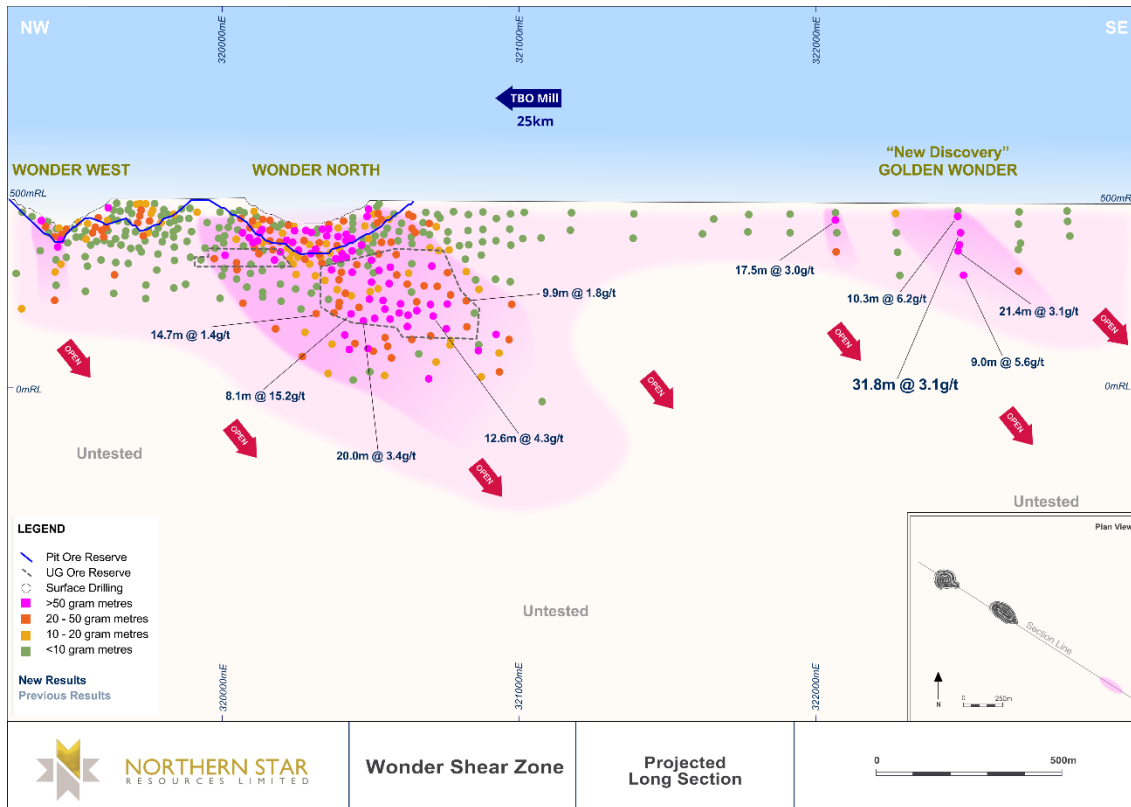 NW
SE
320000mE
321000mE
322000mE
TBO Mill
25km
WONDER WEST
WONDER NORTH
“New Discovery”
GOLDEN WONDER
500mRL
500mRL
17.5m @ 3.0g/t
9.9m @ 1.8g/t
10.3m @ 6.2g/t
21.4m @ 3.1g/t
14.7m @ 1.4g/t
OPEN
OPEN
OPEN
9.0m @ 5.6g/t
0mRL
0mRL
31.8m @ 3.1g/t
8.1m @ 15.2g/t
OPEN
OPEN
OPEN
12.6m @ 4.3g/t
Untested
20.0m @ 3.4g/t
OPEN
Untested
LEGEND
Pit Ore Reserve
UG Ore Reserve
Surface Drilling
>50 gram metres
20 - 50 gram metres
10 - 20 gram metres
<10 gram metres
New Results
Previous Results
Untested
320000mE
321000mE
322000mE
Plan View
Section Line
N
0
250m
NORTHERN STAR
RESOURCES LIMITED
Wonder Shear Zone
Projected
Long Section
0
500m